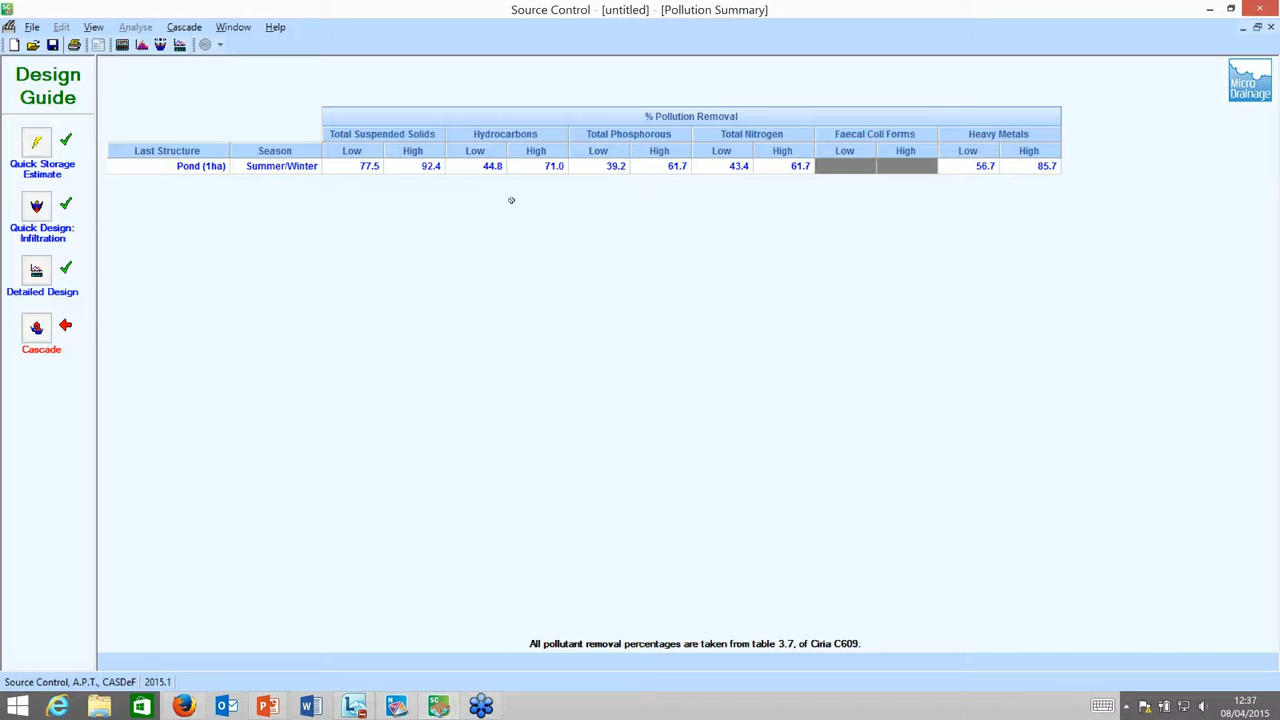 Source Control - [untitled] - [Pollution Summary]
File Edit View Analyse Cascade Window Help
Design
Guide
Quick Storage
Estimate
Quick Design:
Infiltration
Detailed Design
Cascade
Micro
Drainage
% Pollution Removal
Total Suspended Solids Hydrocarbons Total Phosphorous Total Nitrogen Faecal Coli Forms Heavy Metals
Last Structure Season Low High Low High Low High Low High Low High Low High
Pond (1ha) Summer/Winter 77.5 92.4 44.8 71.0 39.2 61.7 43.4 61.7 56.7 85.7
All pollutant removal percentages are taken from table 3.7, of Ciria C609.
Source Control, A.P.T., CASDeF 2015.1
12:37
08/04/2015